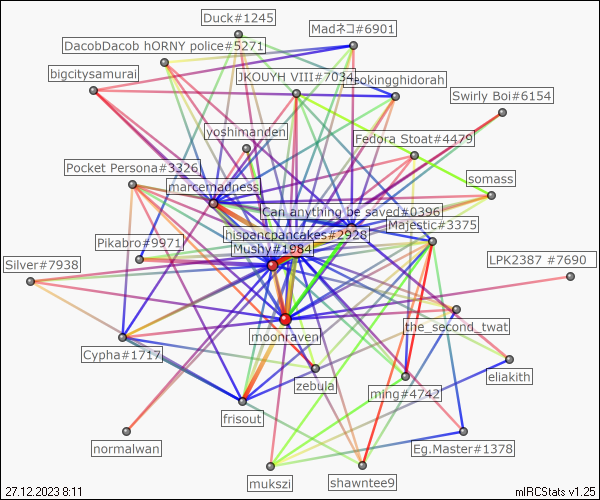 Duck#1245
Madネコ#6901
DacobDacob hORNY police#5271
bigcitysamurai
JKOUYH VIII#7034
eokingghidorah
Swirly Boi#6154
yoshimanden
Fedora Stoat#4479
Pocket Persona#3326
marcemadness
somass
Can anything be saved#0396
Majestic#3375
hispanicpancakes#2928
Pikabro#9971
Mushy#1984
Silver#7938
LPK2387 #7690
the_second_twat
moonraven
Cypha#1717
zebula
eliakith
ming#4742
frisout
normalwan
Eg.Master#1378
mukszi
shawntee9
27.12.2023 8:11
mIRCStats v1.25